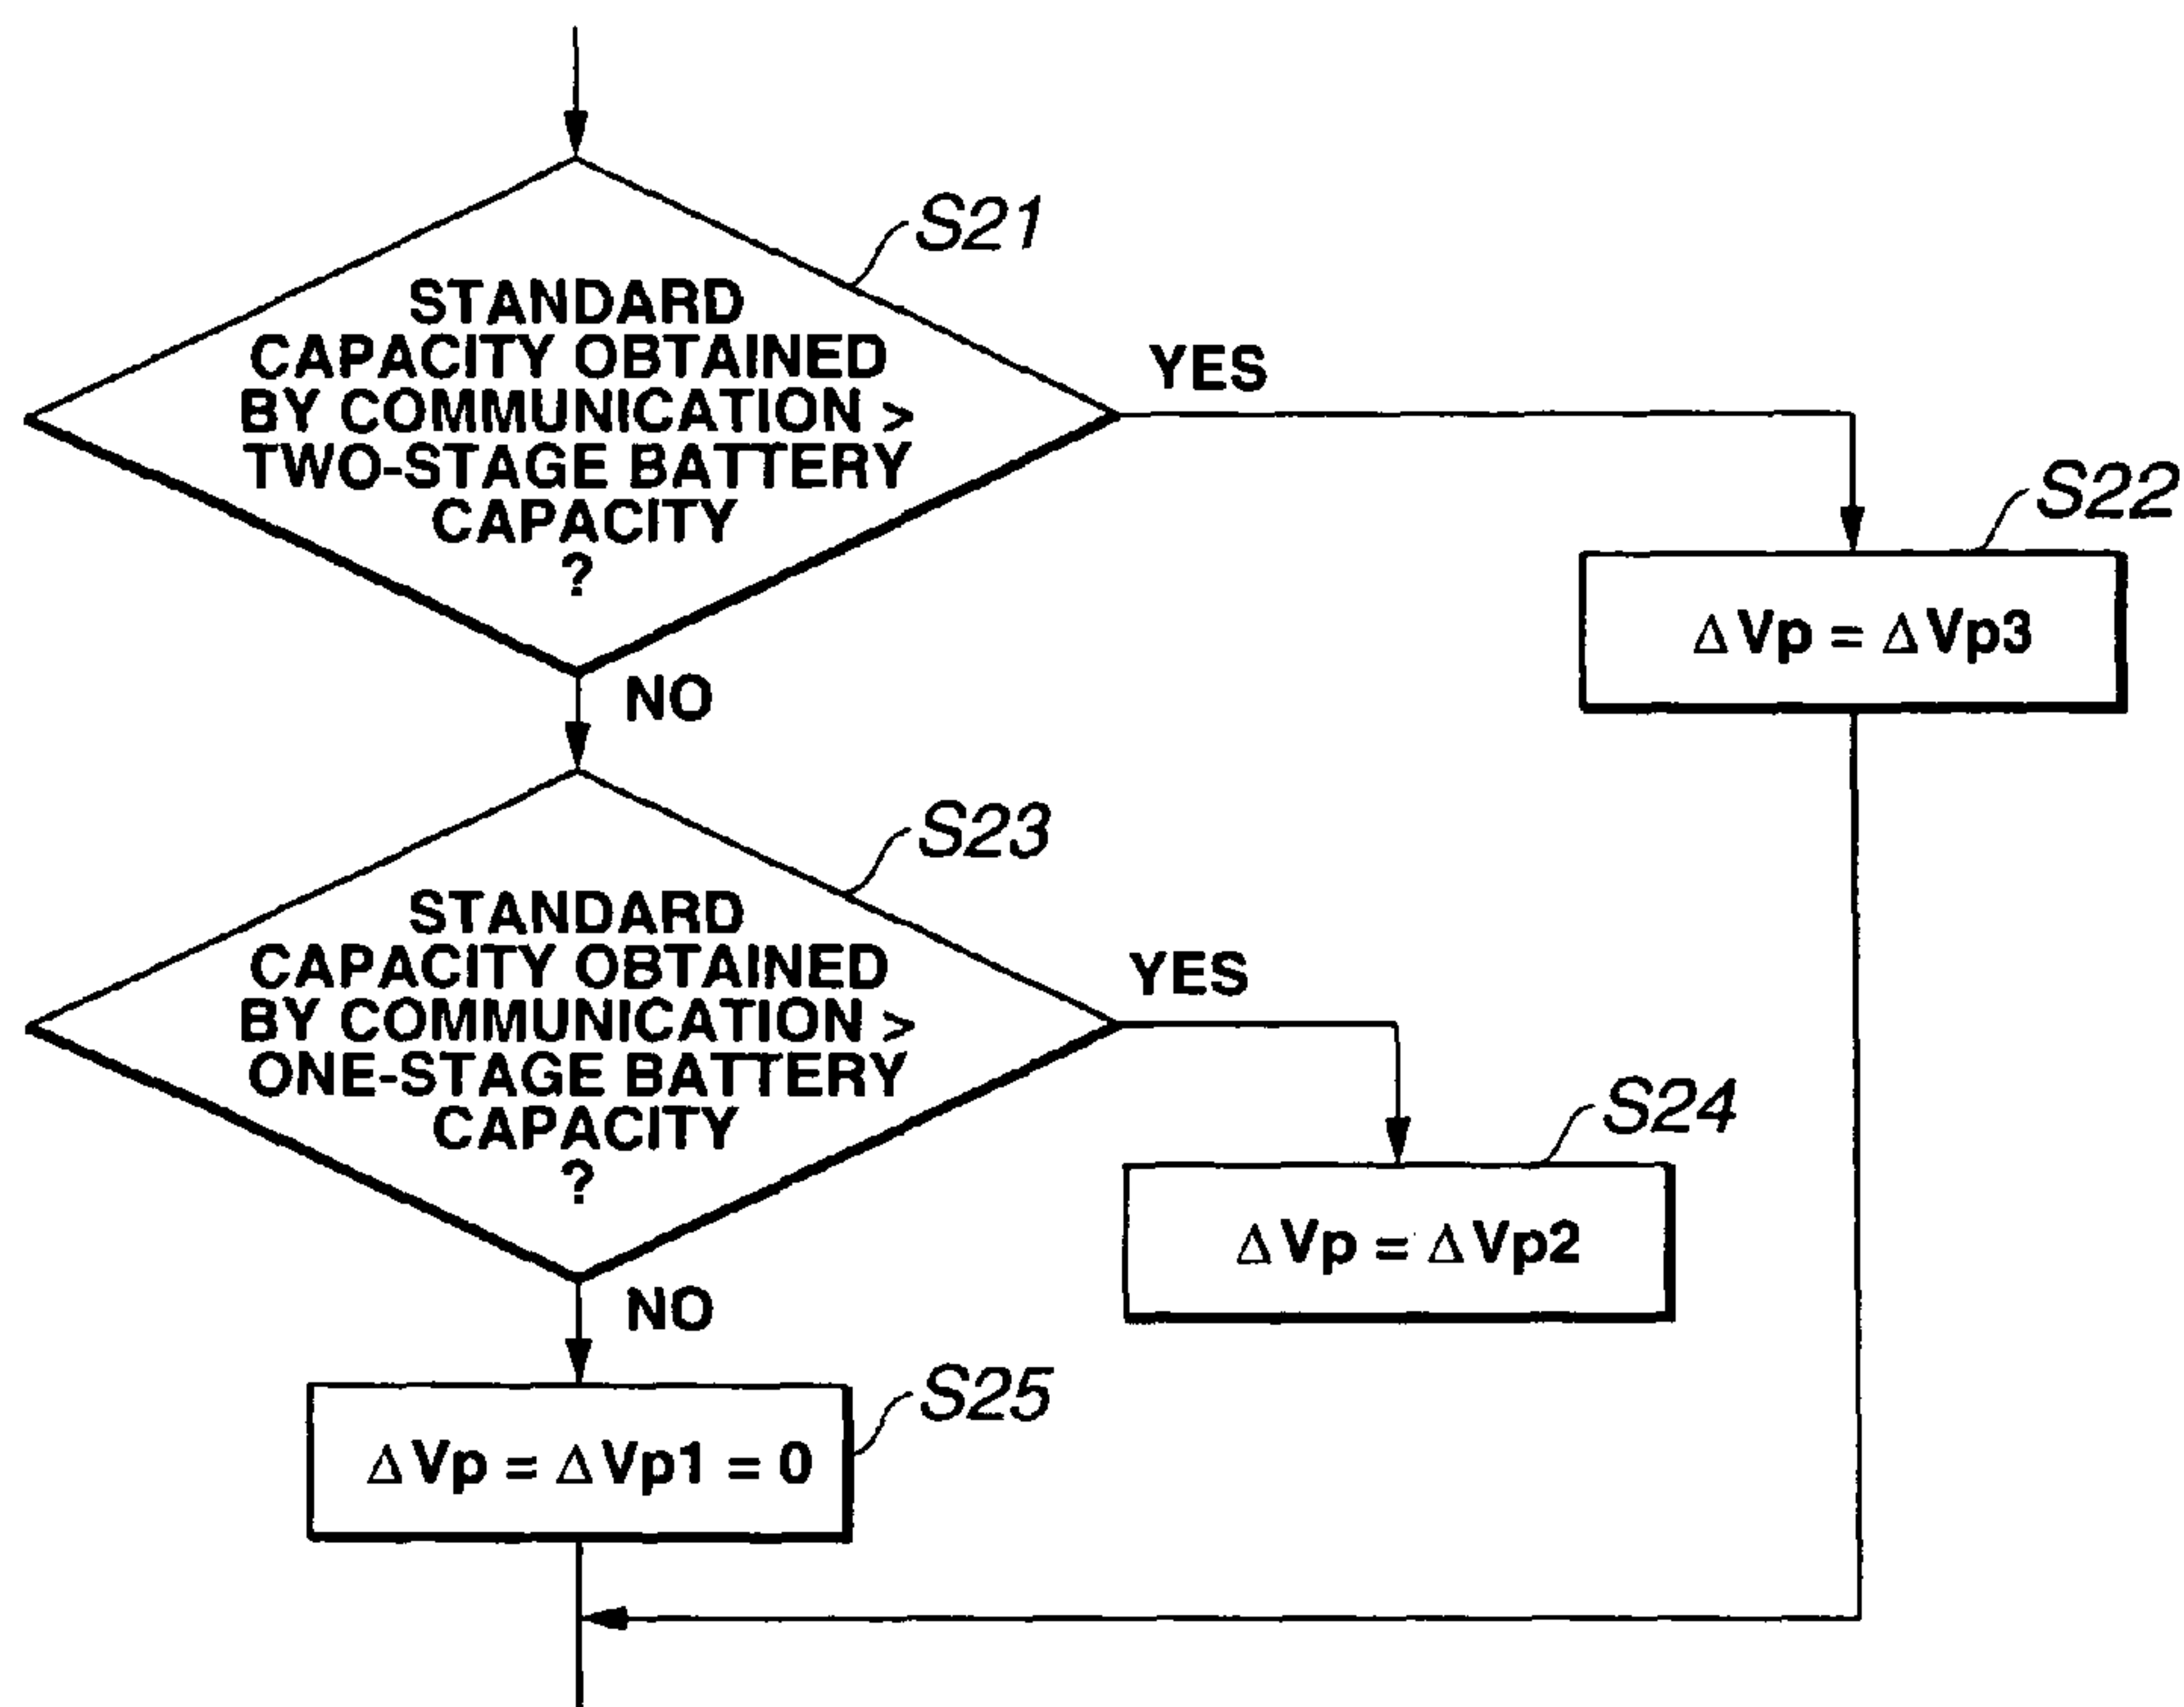 S21
STANDARD
CAPACITY OBTAINED
BY COMMUNICATION >
TWO-STAGE BATTERY
CAPACITY
?
YES
S22
ΔVp = ΔVp3
NO
S23
STANDARD
CAPACITY OBTAINED
BY COMMUNICATION >
ONE-STAGE BATTERY
CAPACITY
?
YES
S24
ΔVp = ΔVp2
NO
S25
ΔVp = ΔVp1 = 0